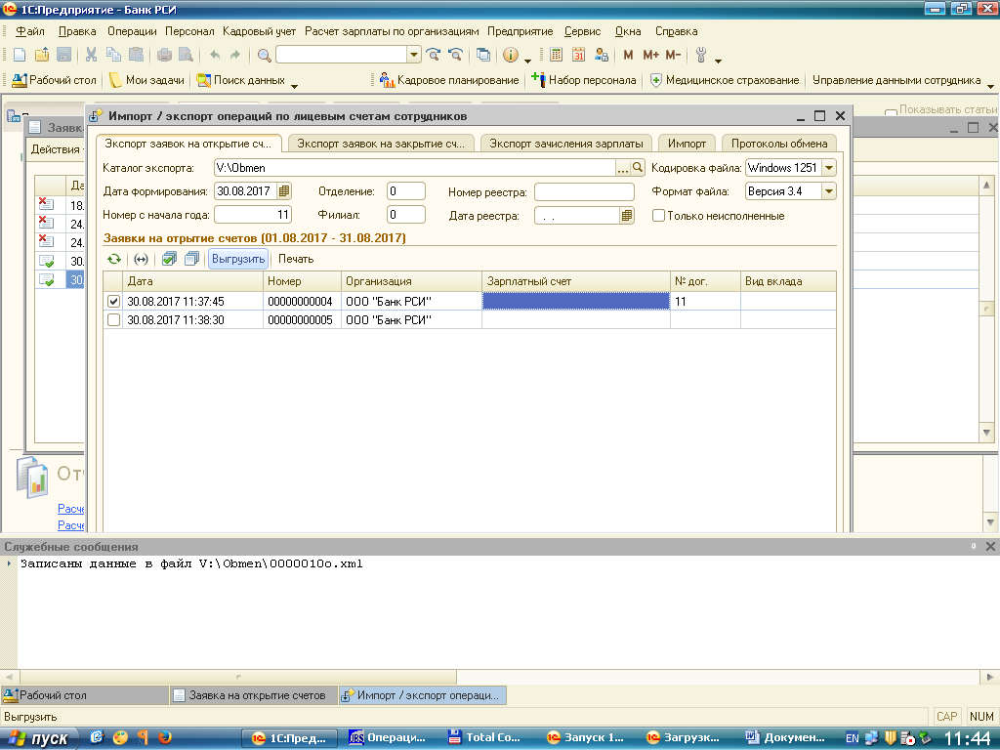 1С:Предприятие - Банк РСИ
Файл Правка Операции Персонал Кадровый учет Расчет зарплаты по организациям Предприятие Сервис Окна Справка
M M+ M-
Рабочий стол Мои задачи Поиск данных Кадровое планирование Набор персонала Медицинское страхование Управление данными сотрудника
Показывать статьи
Заявка
Импорт / экспорт операций по лицевым счетам сотрудников
Действия
Экспорт заявок на открытие сч... Экспорт заявок на закрытие сч... Экспорт зачисления зарплаты Импорт Протоколы обмена
Каталог экспорта: V:\Obmen ... Кодировка файла: Windows 1251
Дата формирования: 30.08.2017 Отделение: 0 Номер реестра: Формат файла: Версия 3.4
Номер с начала года: 11 Филиал: 0 Дата реестра: . . Только неисполненные
Заявки на отрытие счетов (01.08.2017 - 31.08.2017)
Выгрузить Печать
Да
18.
24.
24.
30.
30.
Дата Номер Организация Зарплатный счет № дог. Вид вклада
30.08.2017 11:37:45 00000000004 ООО "Банк РСИ" 11
30.08.2017 11:38:30 00000000005 ООО "Банк РСИ"
От
Расче
Расче
Служебные сообщения
Записаны данные в файл V:\Obmen\0000010o.xml
Рабочий стол Заявка на открытие счетов Импорт / экспорт операци...
Выгрузить CAP NUM
пуск 1С:Пред... Операци... Total Co... Запуск 1... Загрузк... Докумен... EN 11:44